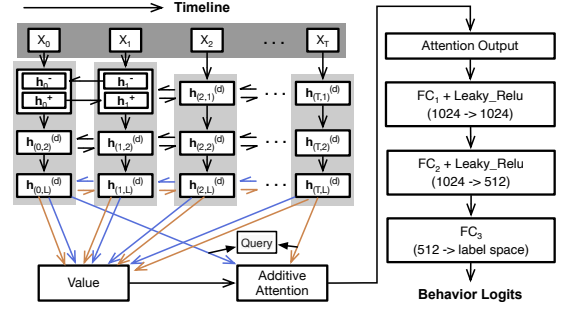 Timeline
X0 X1 X2 ... XT
h0- h1-
h0+ h1+
h(2,1)(d) ... h(T,1)(d)
h(0,2)(d) h(1,2)(d) h(2,2)(d) ... h(T,2)(d)
h(0,L)(d) h(1,L)(d) h(2,L)(d) ... h(T,L)(d)
Query
Value
Additive
Attention
Attention Output
FC1 + Leaky_Relu
(1024 -> 1024)
FC2 + Leaky_Relu
(1024 -> 512)
FC3
(512 -> label space)
Behavior Logits